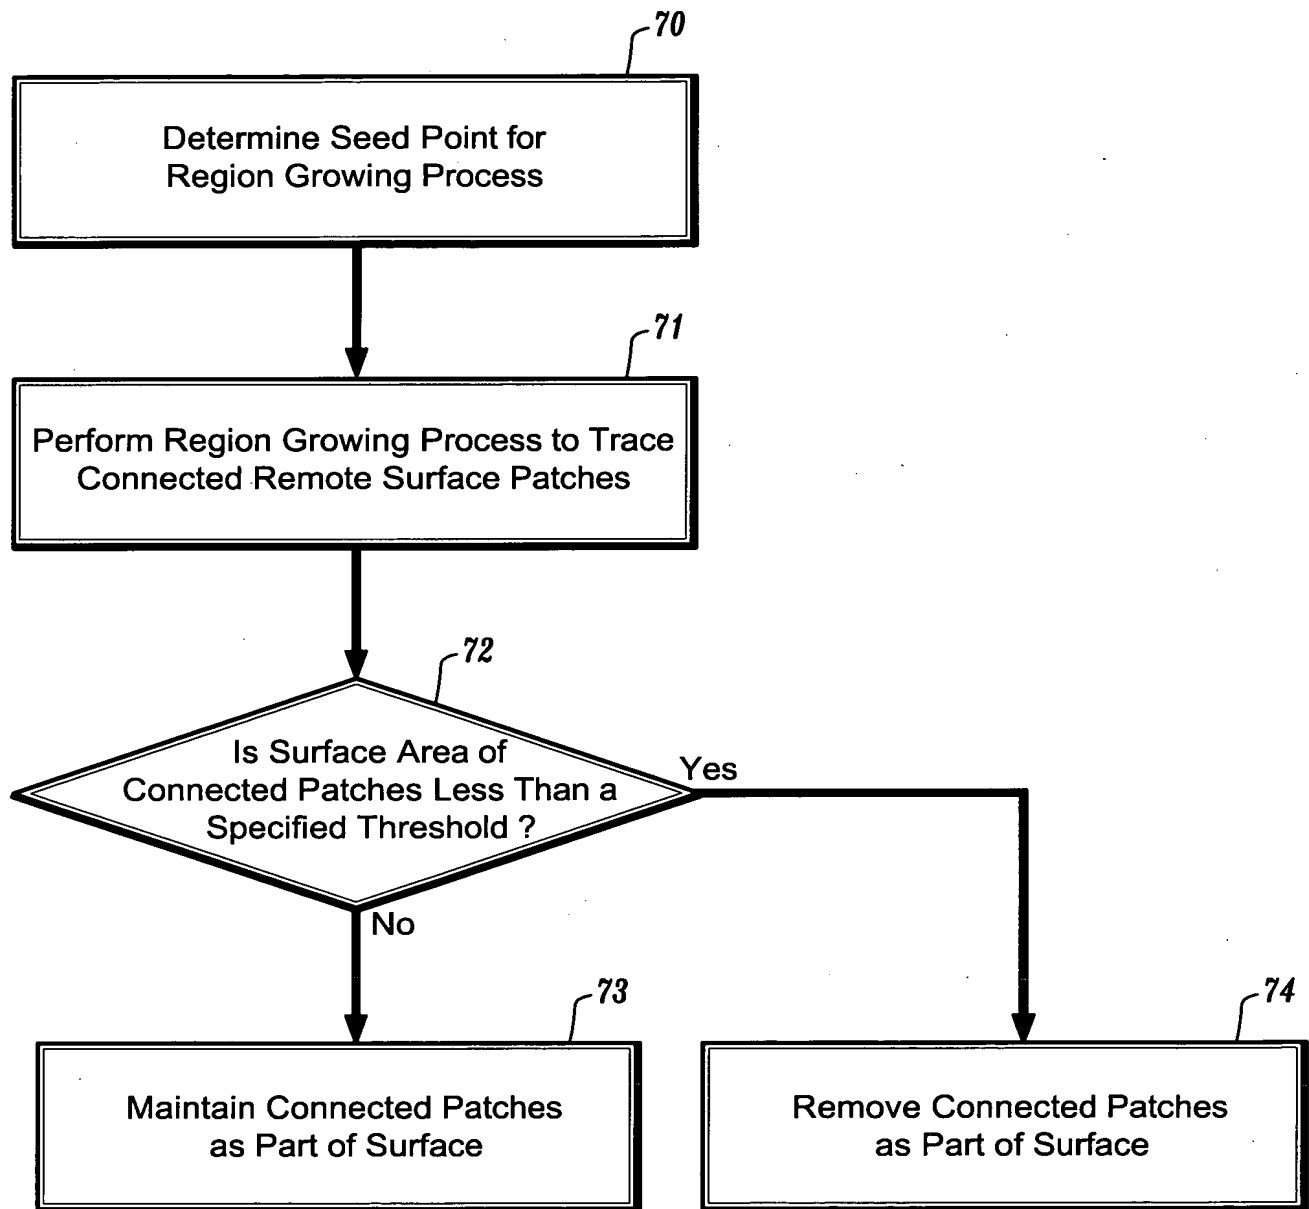 70
Determine Seed Point for
Region Growing Process
71
Perform Region Growing Process to Trace
Connected Remote Surface Patches
72
Is Surface Area of
Connected Patches Less Than a
Specified Threshold ?
Yes
No
73
Maintain Connected Patches
as Part of Surface
74
Remove Connected Patches
as Part of Surface